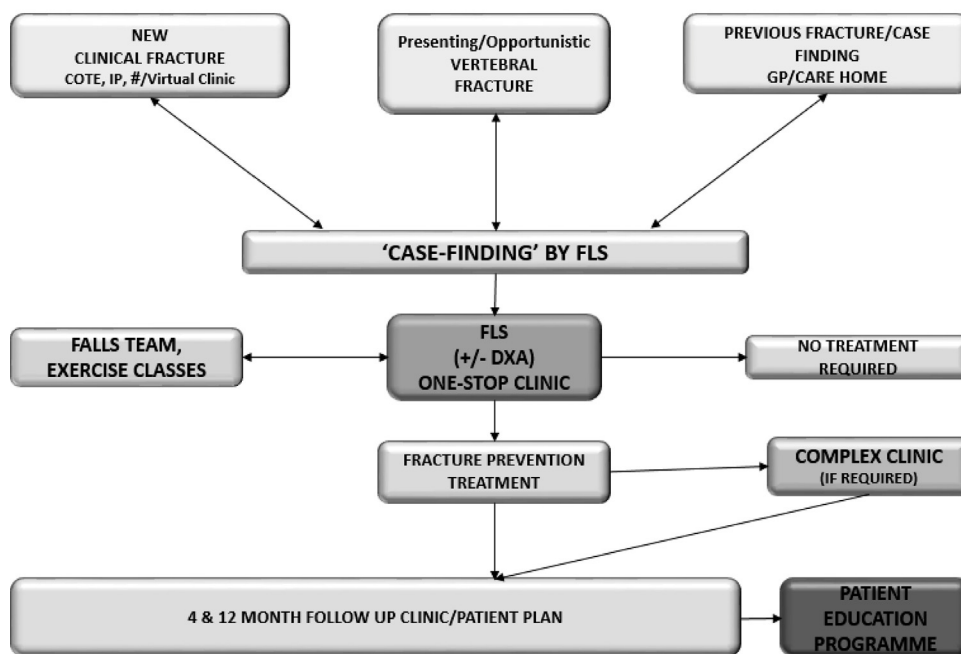 NEW
CLINICAL FRACTURE
COTE, IP, #/Virtual Clinic
Presenting/Opportunistic
VERTEBRAL
FRACTURE
PREVIOUS FRACTURE/CASE
FINDING
GP/CARE HOME
‘CASE-FINDING’ BY FLS
FALLS TEAM,
EXERCISE CLASSES
FLS
(+/- DXA)
ONE-STOP CLINIC
NO TREATMENT
REQUIRED
FRACTURE PREVENTION
TREATMENT
COMPLEX CLINIC
(IF REQUIRED)
4 & 12 MONTH FOLLOW UP CLINIC/PATIENT PLAN
PATIENT
EDUCATION
PROGRAMME